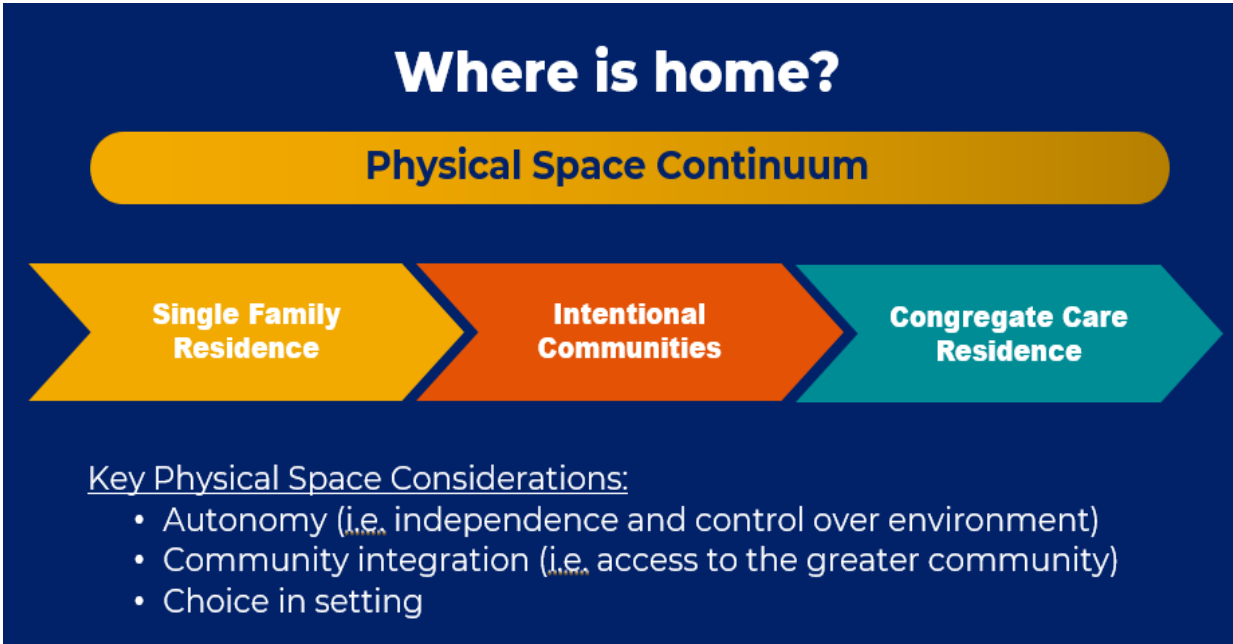 Where is home?
Physical Space Continuum
Single Family
Residence
Intentional
Communities
Congregate Care
Residence
Key Physical Space Considerations:
• Autonomy (i.e. independence and control over environment)
• Community integration (i.e. access to the greater community)
• Choice in setting